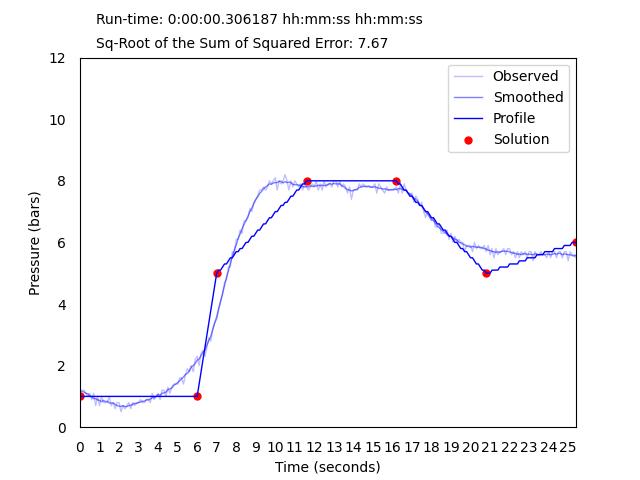 Run-time: 0:00:00.306187 hh:mm:ss hh:mm:ss
Sq-Root of the Sum of Squared Error: 7.67
12
10
8
6
4
2
0
Pressure (bars)
Observed
Smoothed
Profile
Solution
0 1 2 3 4 5 6 7 8 9 10 11 12 13 14 15 16 17 18 19 20 21 22 23 24 25
Time (seconds)